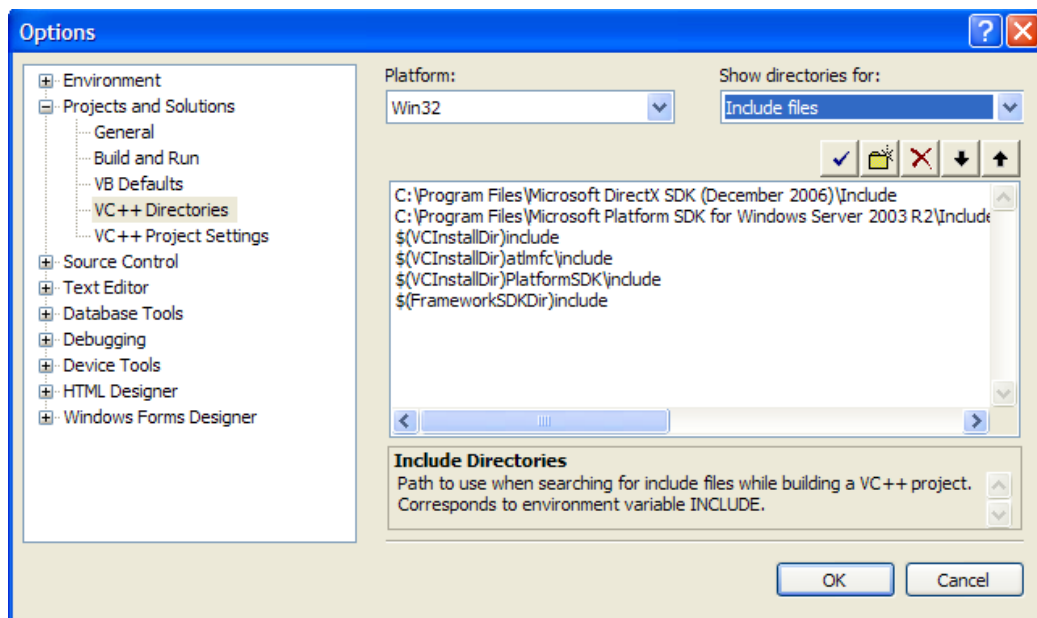 Options
Environment
Projects and Solutions
General
Build and Run
VB Defaults
VC++ Directories
VC++ Project Settings
Source Control
Text Editor
Database Tools
Debugging
Device Tools
HTML Designer
Windows Forms Designer
Platform:
Win32
Show directories for:
Include files
C:\Program Files\Microsoft DirectX SDK (December 2006)\Include
C:\Program Files\Microsoft Platform SDK for Windows Server 2003 R2\Include
$(VCInstallDir)include
$(VCInstallDir)atlmfc\include
$(VCInstallDir)PlatformSDK\include
$(FrameworkSDKDir)include
Include Directories
Path to use when searching for include files while building a VC++ project.
Corresponds to environment variable INCLUDE.
OK
Cancel